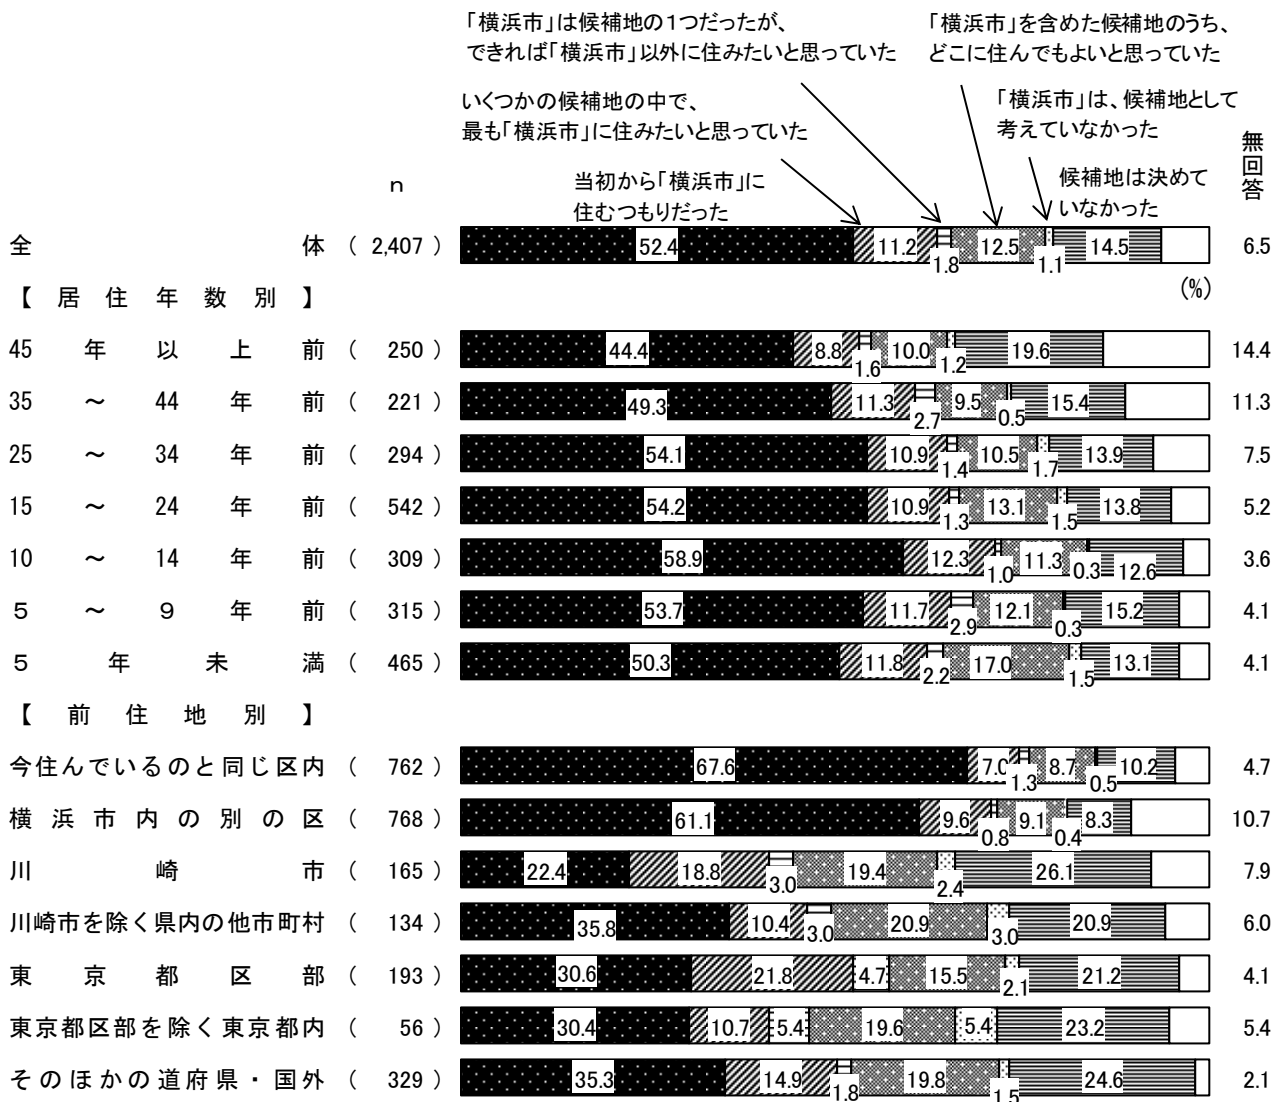 「横浜市」は候補地の１つだったが、
できれば「横浜市」以外に住みたいと思っていた
「横浜市」を含めた候補地のうち、
どこに住んでもよいと思っていた
いくつかの候補地の中で、
最も「横浜市」に住みたいと思っていた
「横浜市」は、候補地として
考えていなかった
無回答
n
当初から「横浜市」に
住むつもりだった
候補地は決めて
いなかった
全体 ( 2,407 ) 52.4 11.2 1.8 12.5 1.1 14.5 6.5
(%)
【居住年数別】
45年以上前 ( 250 ) 44.4 8.8 1.6 10.0 1.2 19.6 14.4
35～44年前 ( 221 ) 49.3 11.3 2.7 9.5 0.5 15.4 11.3
25～34年前 ( 294 ) 54.1 10.9 1.4 10.5 1.7 13.9 7.5
15～24年前 ( 542 ) 54.2 10.9 1.3 13.1 1.5 13.8 5.2
10～14年前 ( 309 ) 58.9 12.3 1.0 11.3 0.3 12.6 3.6
５～９年前 ( 315 ) 53.7 11.7 2.9 12.1 0.3 15.2 4.1
５年未満 ( 465 ) 50.3 11.8 2.2 17.0 1.5 13.1 4.1
【前住地別】
今住んでいるのと同じ区内 ( 762 ) 67.6 7.0 1.3 8.7 0.5 10.2 4.7
横浜市内の別の区 ( 768 ) 61.1 9.6 0.8 9.1 0.4 8.3 10.7
川崎市 ( 165 ) 22.4 18.8 3.0 19.4 2.4 26.1 7.9
川崎市を除く県内の他市町村 ( 134 ) 35.8 10.4 3.0 20.9 3.0 20.9 6.0
東京都区部 ( 193 ) 30.6 21.8 4.7 15.5 2.1 21.2 4.1
東京都区部を除く東京都内 ( 56 ) 30.4 10.7 5.4 19.6 5.4 23.2 5.4
そのほかの道府県・国外 ( 329 ) 35.3 14.9 1.8 19.8 1.5 24.6 2.1